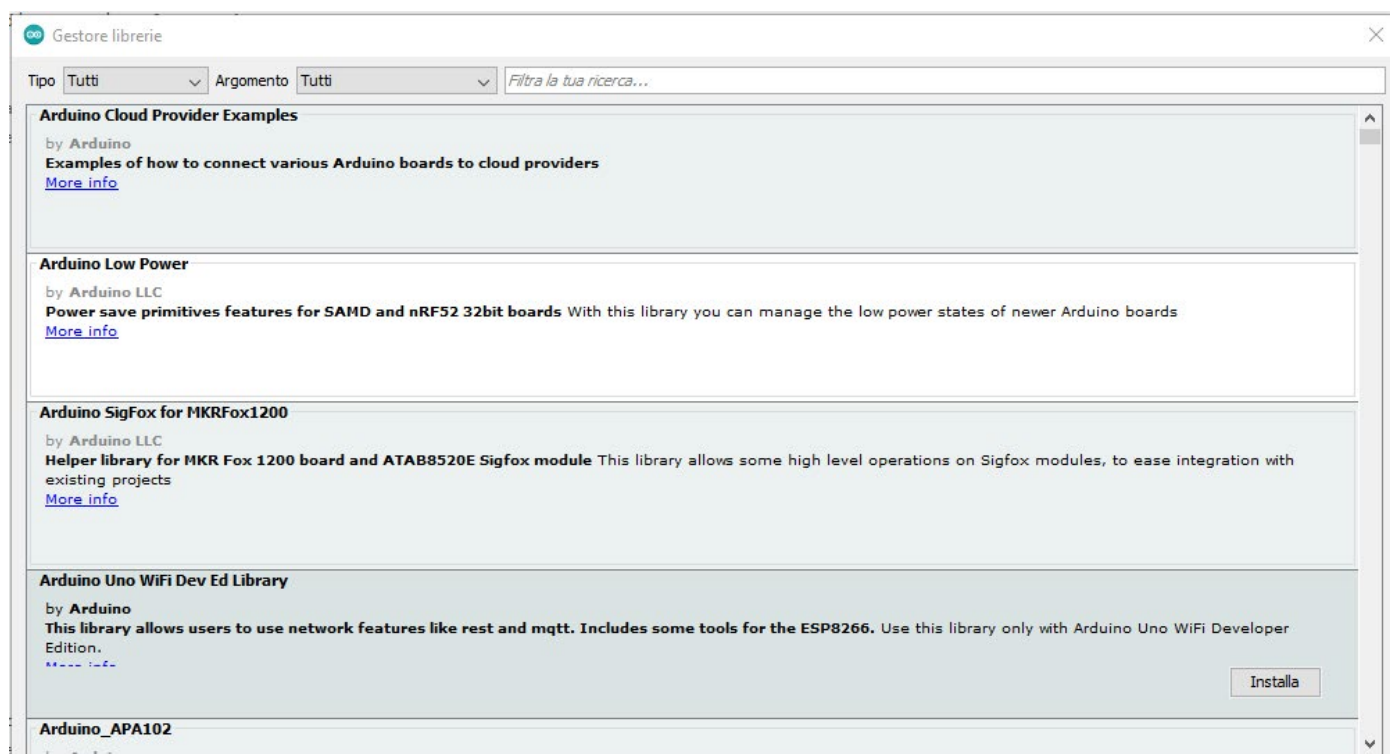 Gestore librerie
Tipo Tutti Argomento Tutti Filtra la tua ricerca...
Arduino Cloud Provider Examples
by Arduino
Examples of how to connect various Arduino boards to cloud providers
More info
Arduino Low Power
by Arduino LLC
Power save primitives features for SAMD and nRF52 32bit boards With this library you can manage the low power states of newer Arduino boards
More info
Arduino SigFox for MKRFox1200
by Arduino LLC
Helper library for MKR Fox 1200 board and ATAB8520E Sigfox module This library allows some high level operations on Sigfox modules, to ease integration with
existing projects
More info
Arduino Uno WiFi Dev Ed Library
by Arduino
This library allows users to use network features like rest and mqtt. Includes some tools for the ESP8266. Use this library only with Arduino Uno WiFi Developer
Edition.
More info
Installa
Arduino_APA102